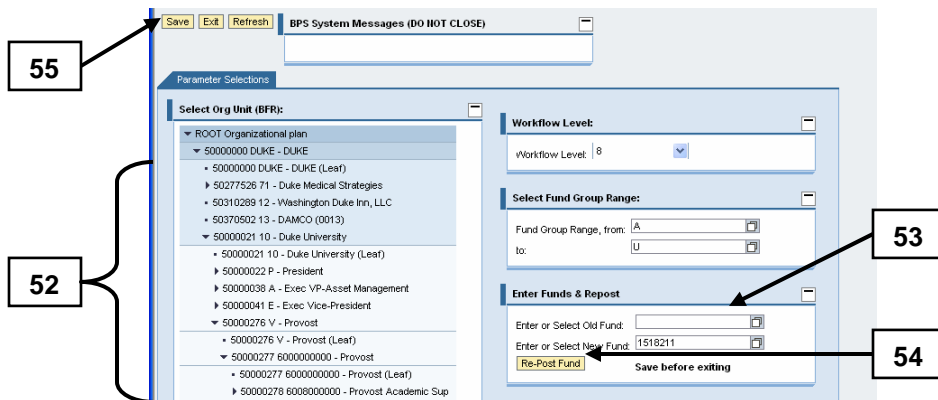 Save Exit Refresh BPS System Messages (DO NOT CLOSE)
55
Parameter Selections
Select Org Unit (BFR):
ROOT Organizational plan
50000000 DUKE - DUKE
50000000 DUKE - DUKE (Leaf)
50277526 71 - Duke Medical Strategies
50310289 12 - Washington Duke Inn, LLC
50370502 13 - DAMCO (0013)
50000021 10 - Duke University
50000021 10 - Duke University (Leaf)
50000022 P - President
50000038 A - Exec VP-Asset Management
50000041 E - Exec Vice-President
50000276 V - Provost
50000276 V - Provost (Leaf)
50000277 6000000000 - Provost
50000277 6000000000 - Provost (Leaf)
50000278 6008000000 - Provost Academic Sup
52
Workflow Level:
Workflow Level: 8
Select Fund Group Range:
Fund Group Range, from: A
to: U
53
Enter Funds & Repost
Enter or Select Old Fund:
Enter or Select New Fund: 1518211
Re-Post Fund Save before exiting
54